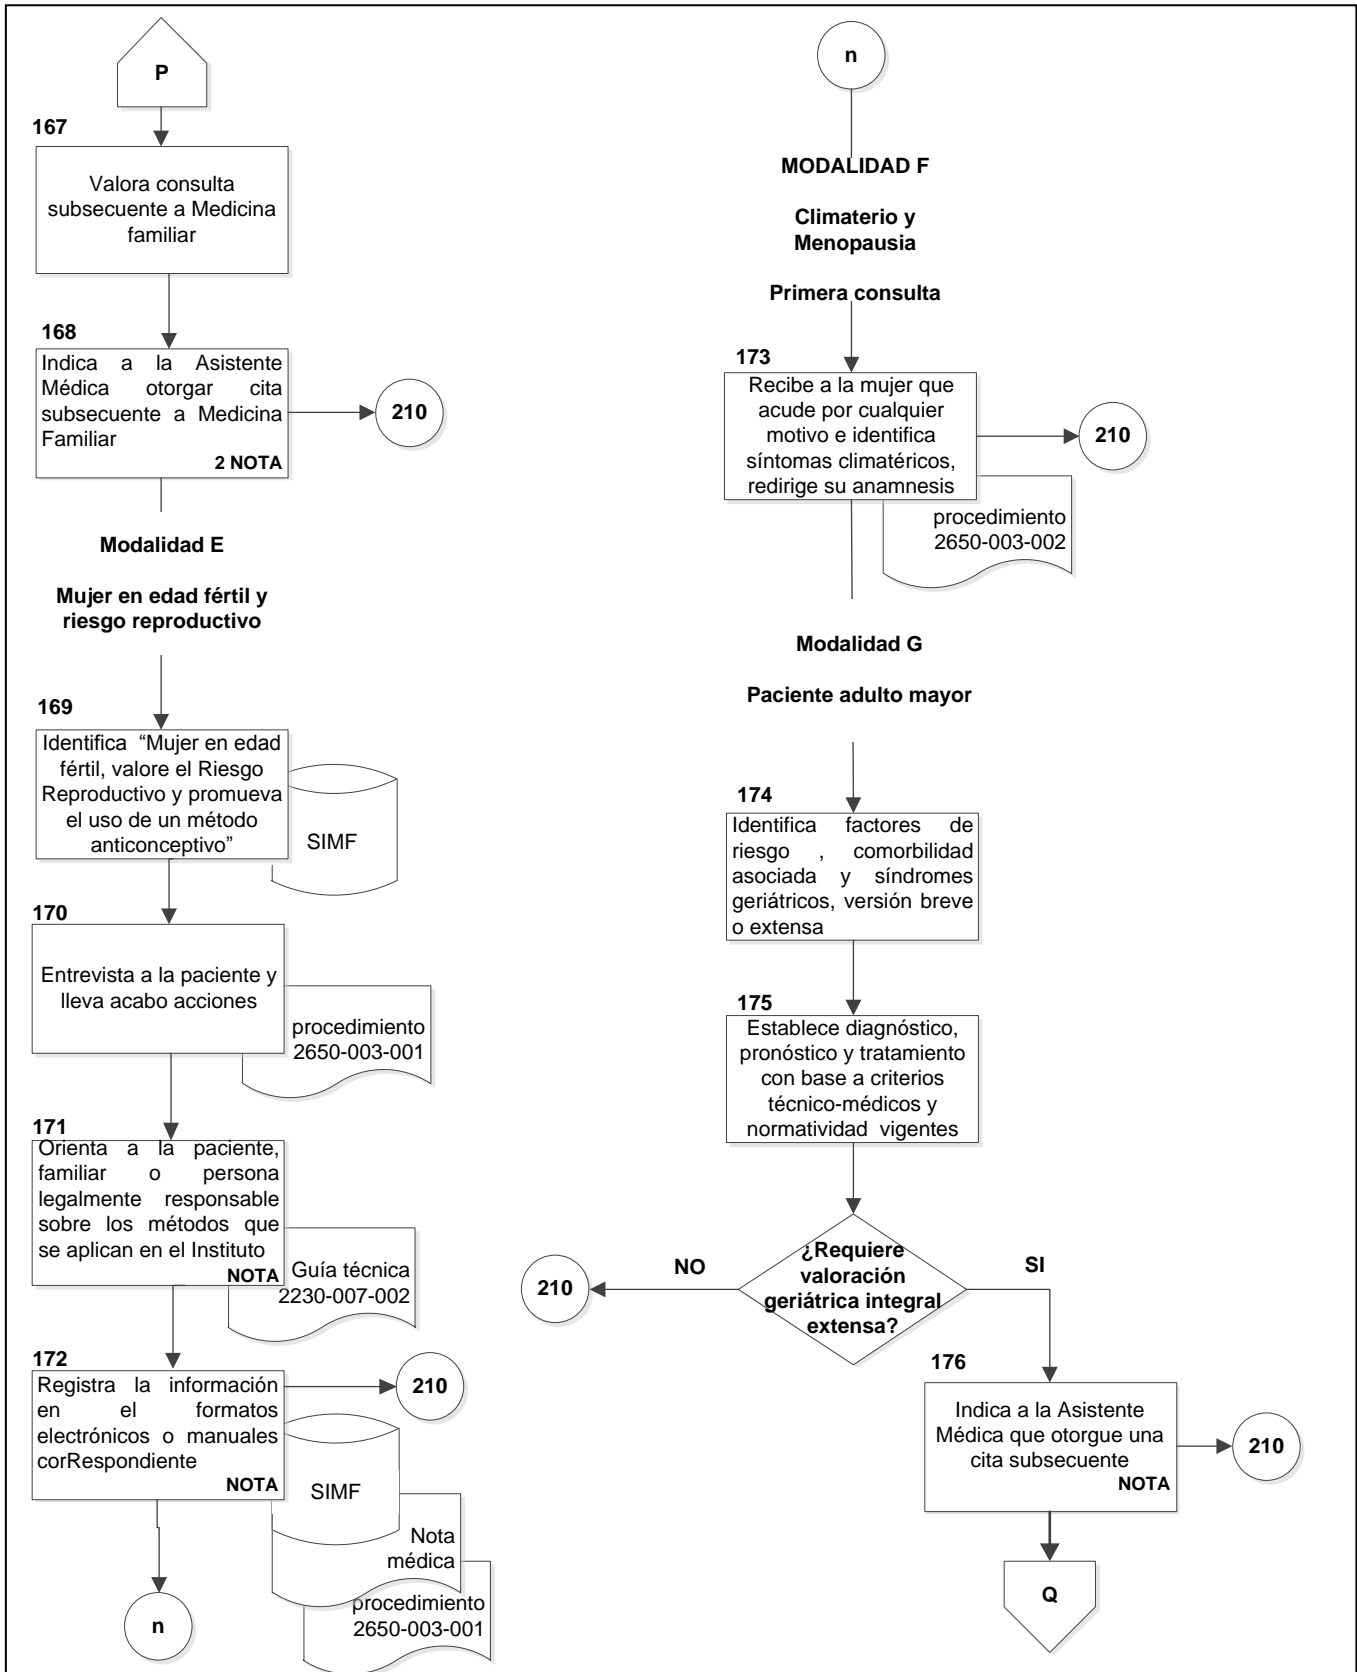 P
167
Valora consulta
subsecuente a Medicina
familiar
168
Indica a la Asistente
Médica otorgar cita
subsecuente a Medicina
Familiar
2 NOTA
210
Modalidad E
Mujer en edad fértil y
riesgo reproductivo
169
Identifica “Mujer en edad
fértil, valore el Riesgo
Reproductivo y promueva
el uso de un método
anticonceptivo”
SIMF
170
Entrevista a la paciente y
lleva acabo acciones
procedimiento
2650-003-001
171
Orienta a la paciente,
familiar o persona
legalmente responsable
sobre los métodos que
se aplican en el Instituto
NOTA
Guía técnica
2230-007-002
172
Registra la información
en el formatos
electrónicos o manuales
corRespondiente
NOTA
210
SIMF
Nota
médica
procedimiento
2650-003-001
n
n
MODALIDAD F
Climaterio y
Menopausia
Primera consulta
173
Recibe a la mujer que
acude por cualquier
motivo e identifica
síntomas climatéricos,
redirige su anamnesis
210
procedimiento
2650-003-002
Modalidad G
Paciente adulto mayor
174
Identifica factores de
riesgo , comorbilidad
asociada y síndromes
geriátricos, versión breve
o extensa
175
Establece diagnóstico,
pronóstico y tratamiento
con base a criterios
técnico-médicos y
normatividad vigentes
¿Requiere
valoración
geriátrica integral
extensa?
NO
210
SI
176
Indica a la Asistente
Médica que otorgue una
cita subsecuente
NOTA
210
Q